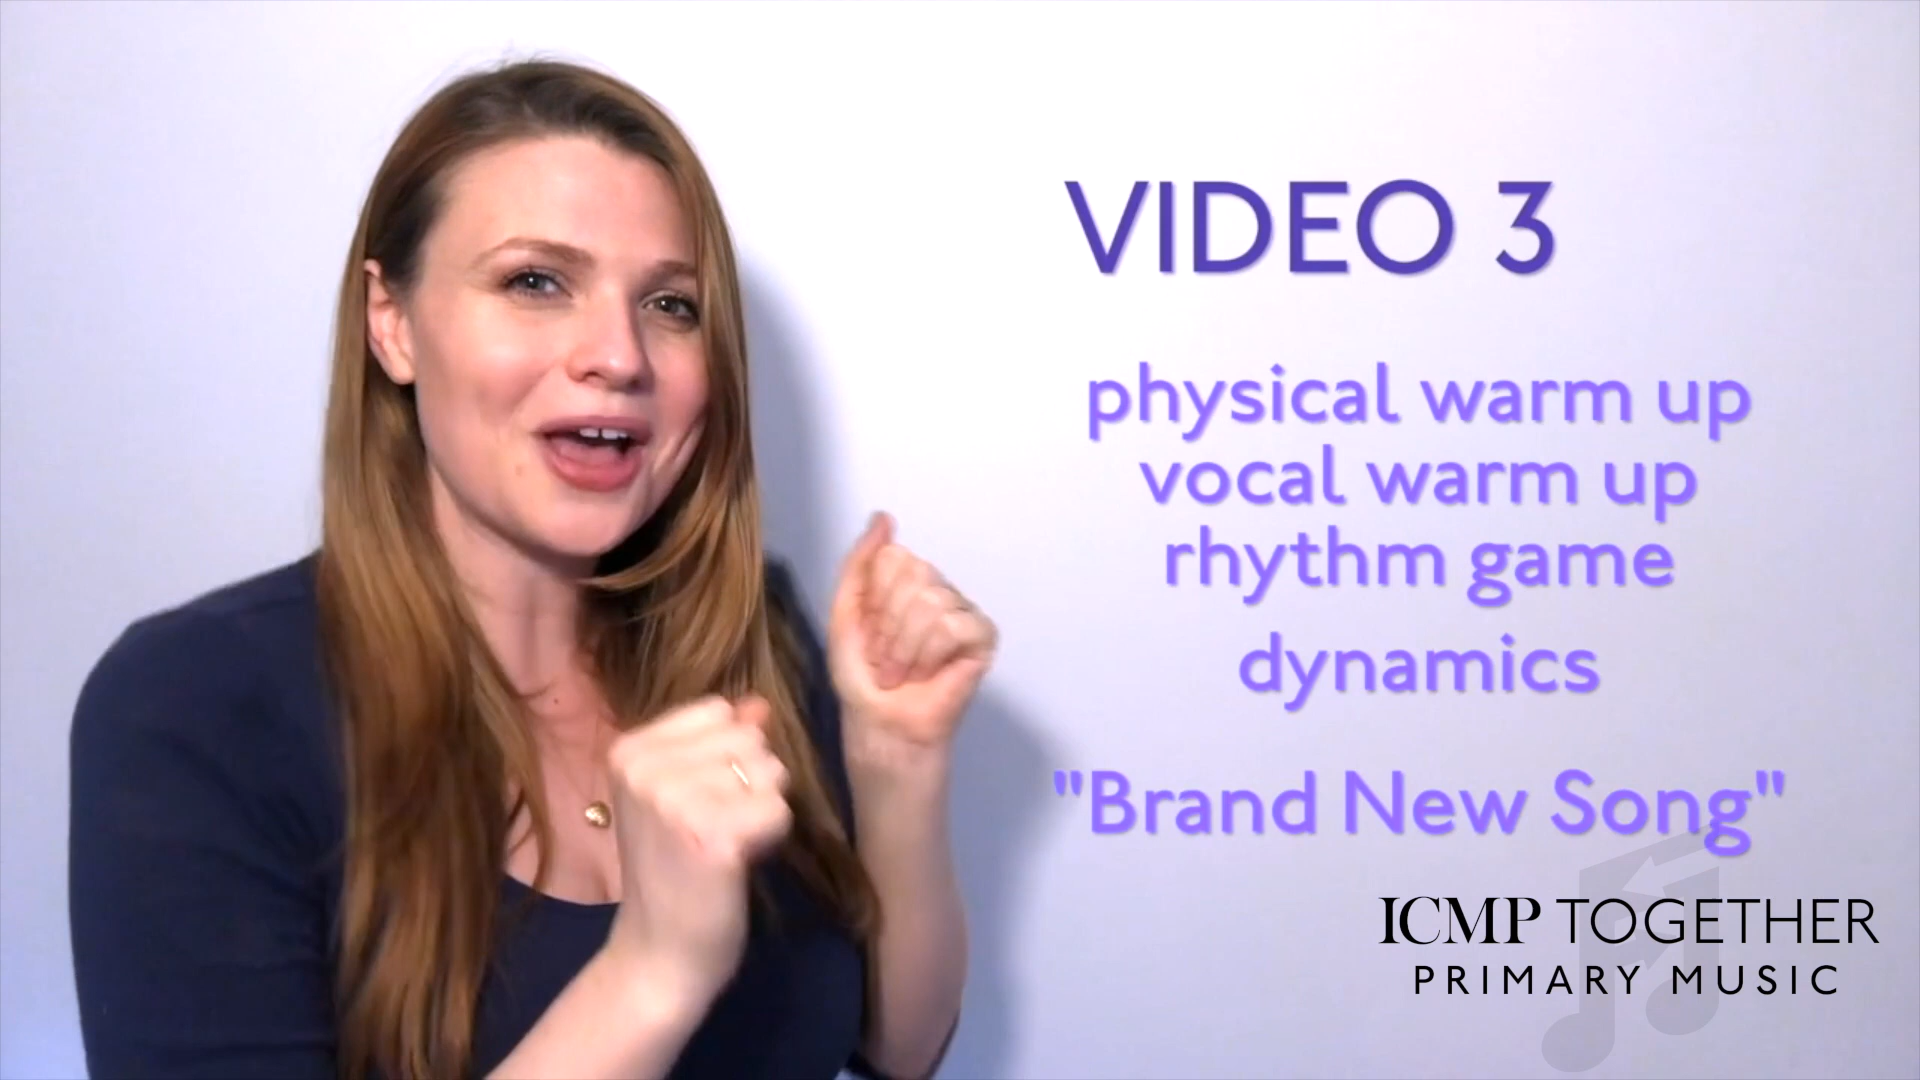 VIDEO 3
physical warm up
vocal warm up
rhythm game
dynamics
"Brand New Song"
ICMP TOGETHER
PRIMARY MUSIC